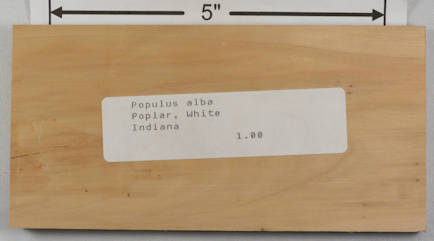 5"
Populus alba
Poplar, White
Indiana
1.00